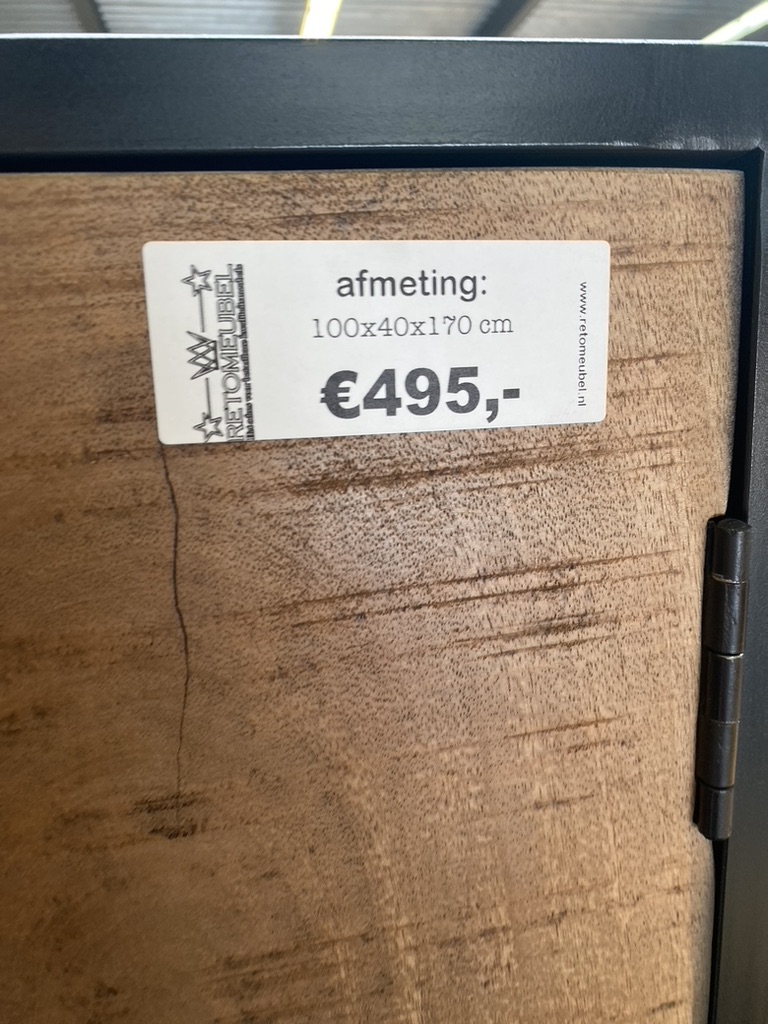 afmeting:
100x40x170 cm
€495,-
RETOMEUBEL
www.retomeubel.nl